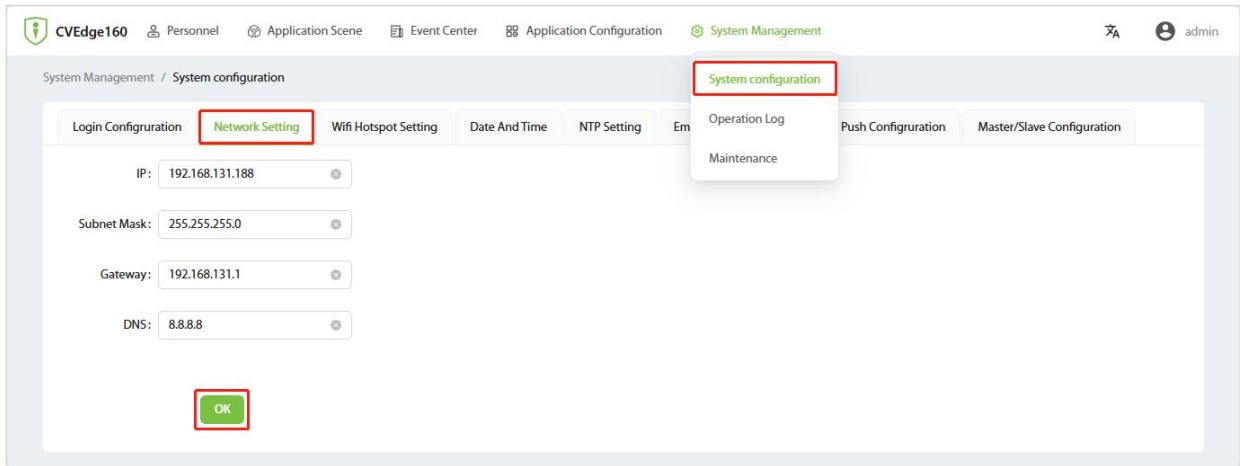 CVEdge160 Personnel Application Scene Event Center Application Configuration System Management admin
System Management / System configuration
System configuration
Operation Log
Maintenance
Login Configruration Network Setting Wifi Hotspot Setting Date And Time NTP Setting Em Push Configruration Master/Slave Configuration
IP: 192.168.131.188
Subnet Mask: 255.255.255.0
Gateway: 192.168.131.1
DNS: 8.8.8.8
OK